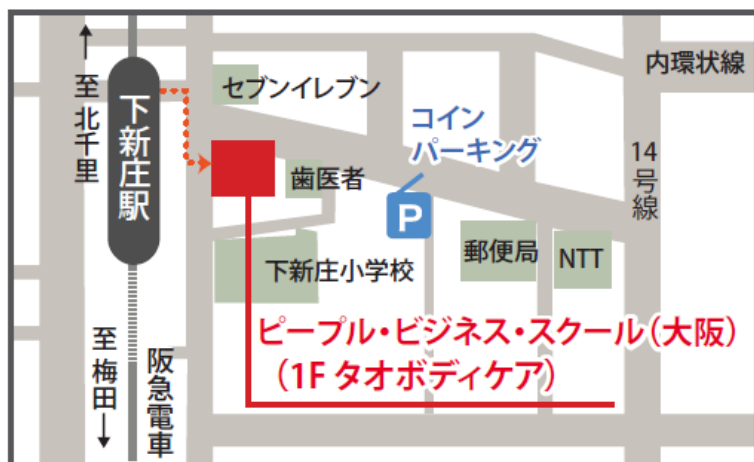 内環状線
セブンイレブン
至 北千里
下新庄駅
コイン
パーキング
14号線
歯医者
P
郵便局
NTT
下新庄小学校
ピープル・ビジネス・スクール(大阪)
(1F タオボディケア)
至 梅田
阪急電車